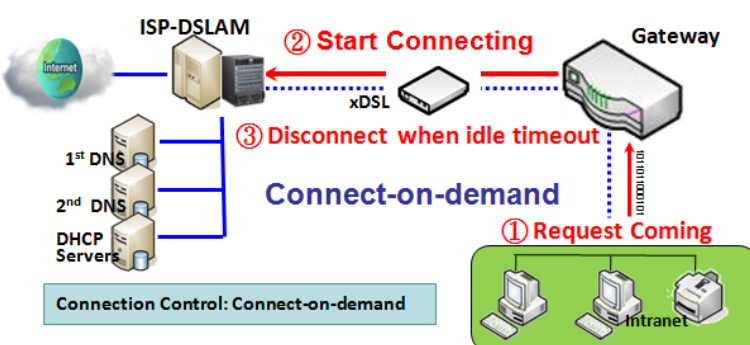 ISP-DSLAM
② Start Connecting
Gateway
Internet
xDSL
③ Disconnect when idle timeout
1st DNS
2nd DNS
DHCP
Servers
Connect-on-demand
101101000101
① Request Coming
Intranet
Connection Control: Connect-on-demand